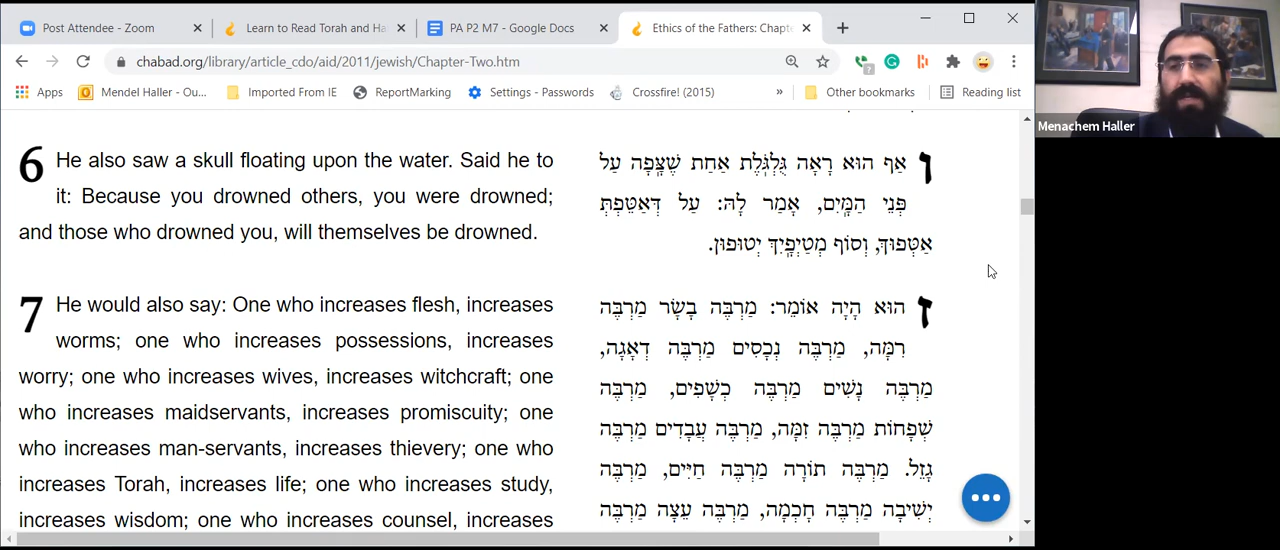 Post Attendee - Zoom
Learn to Read Torah and Ha
PA P2 M7 - Google Docs
Ethics of the Fathers: Chapte
chabad.org/library/article_cdo/aid/2011/jewish/Chapter-Two.htm
Apps
Mendel Haller - Ou...
Imported From IE
ReportMarking
Settings - Passwords
Crossfire! (2015)
»
Other bookmarks
Reading list
Menachem Haller
6 He also saw a skull floating upon the water. Said he to
it: Because you drowned others, you were drowned;
and those who drowned you, will themselves be drowned.
ו אַף הוּא רָאָה גֻּלְגֹּלֶת אַחַת שֶׁצָּפָה עַל
פְּנֵי הַמָּיִם, אָמַר לָהּ: עַל דְּאַטֵּפְתְּ
אַטְּפוּךְ, וְסוֹף מְטַיְּפָיִךְ יְטוּפוּן.
7 He would also say: One who increases flesh, increases
worms; one who increases possessions, increases
worry; one who increases wives, increases witchcraft; one
who increases maidservants, increases promiscuity; one
who increases man-servants, increases thievery; one who
increases Torah, increases life; one who increases study,
increases wisdom; one who increases counsel, increases
ז הוּא הָיָה אוֹמֵר: מַרְבֶּה בָשָׂר מַרְבֶּה
רִמָּה, מַרְבֶּה נְכָסִים מַרְבֶּה דְאָגָה,
מַרְבֶּה נָשִׁים מַרְבֶּה כְשָׁפִים, מַרְבֶּה
שְׁפָחוֹת מַרְבֶּה זִמָּה, מַרְבֶּה עֲבָדִים מַרְבֶּה
גָזֵל. מַרְבֶּה תוֹרָה מַרְבֶּה חַיִּים, מַרְבֶּה
יְשִׁיבָה מַרְבֶּה חָכְמָה, מַרְבֶּה עֵצָה מַרְבֶּה